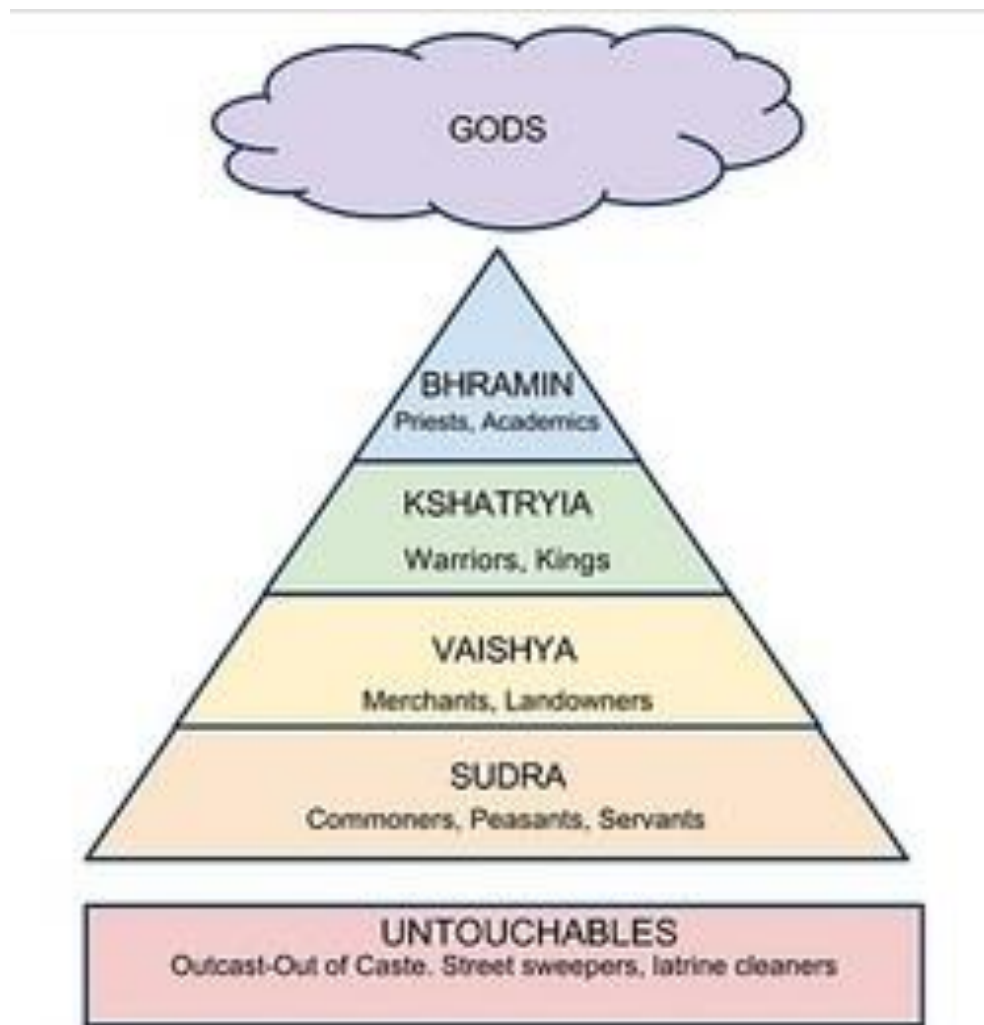 GODS
BHRAMIN
Priests, Academics
KSHATRYIA
Warriors, Kings
VAISHYA
Merchants, Landowners
SUDRA
Commoners, Peasants, Servants
UNTOUCHABLES
Outcast-Out of Caste. Street sweepers, latrine cleaners